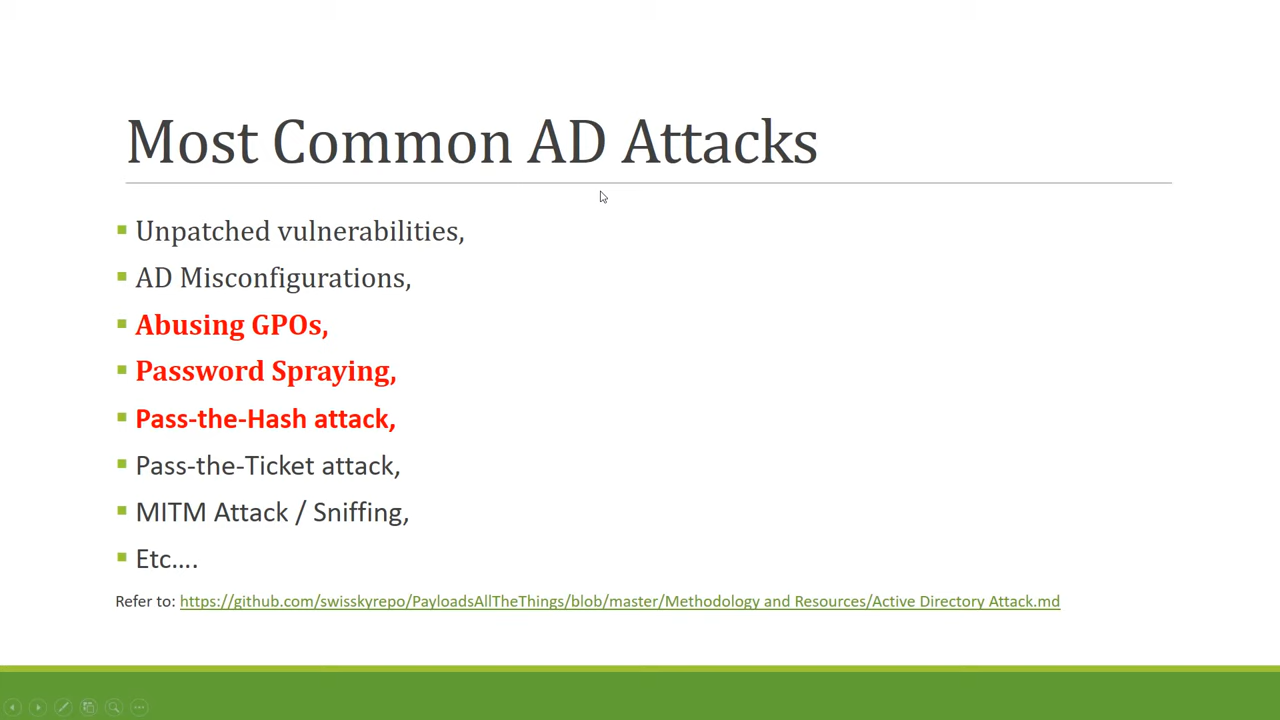 Most Common AD Attacks
Unpatched vulnerabilities,
AD Misconfigurations,
Abusing GPOs,
Password Spraying,
Pass-the-Hash attack,
Pass-the-Ticket attack,
MITM Attack / Sniffing,
Etc....
Refer to: https://github.com/swisskyrepo/PayloadsAllTheThings/blob/master/Methodology and Resources/Active Directory Attack.md